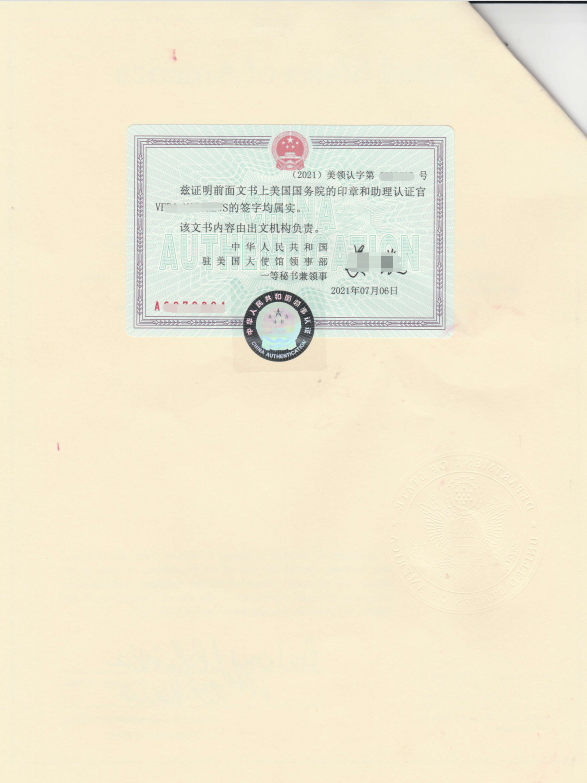 （2021）美领认字第 号
兹证明前面文书上美国国务院的印章和助理认证官
的签字均属实。
该文书内容由出文机构负责。
CHINA
AUTHENTICATION
中华人民共和国
驻美国大使馆领事部
一等秘书兼领事
2021年07月06日
中华人民共和国领事认证
CHINA AUTHENTICATION